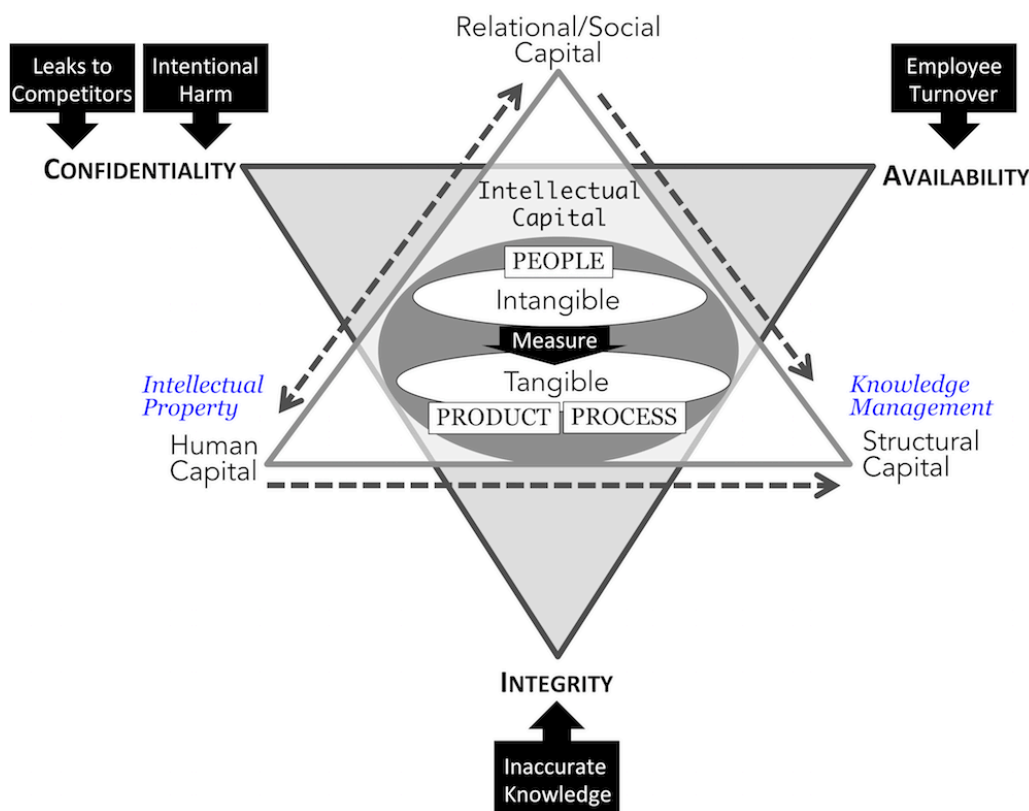 Relational/Social
Capital
Leaks to
Competitors
Intentional
Harm
Employee
Turnover
CONFIDENTIALITY
AVAILABILITY
Intellectual
Capital
PEOPLE
Intangible
Measure
Tangible
PRODUCT
PROCESS
Intellectual
Property
Knowledge
Management
Human
Capital
Structural
Capital
INTEGRITY
Inaccurate
Knowledge